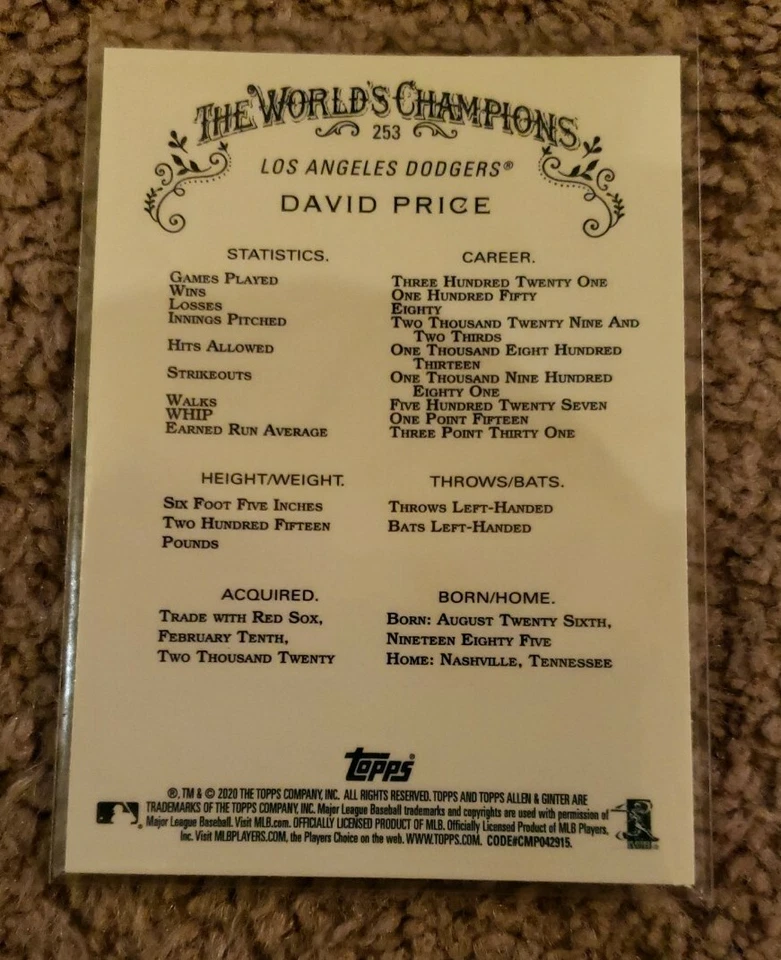 THE WORLD'S CHAMPIONS
253
LOS ANGELES DODGERS®
DAVID PRICE
STATISTICS. CAREER.
GAMES PLAYED THREE HUNDRED TWENTY ONE
WINS ONE HUNDRED FIFTY
LOSSES EIGHTY
INNINGS PITCHED TWO THOUSAND TWENTY NINE AND
TWO THIRDS
HITS ALLOWED ONE THOUSAND EIGHT HUNDRED
THIRTEEN
STRIKEOUTS ONE THOUSAND NINE HUNDRED
EIGHTY ONE
WALKS FIVE HUNDRED TWENTY SEVEN
WHIP ONE POINT FIFTEEN
EARNED RUN AVERAGE THREE POINT THIRTY ONE
HEIGHT/WEIGHT.
SIX FOOT FIVE INCHES
TWO HUNDRED FIFTEEN
POUNDS
THROWS/BATS.
THROWS LEFT-HANDED
BATS LEFT-HANDED
ACQUIRED.
TRADE WITH RED SOX,
FEBRUARY TENTH,
TWO THOUSAND TWENTY
BORN/HOME.
BORN: AUGUST TWENTY SIXTH,
NINETEEN EIGHTY FIVE
HOME: NASHVILLE, TENNESSEE
topps®
®, TM & © 2020 THE TOPPS COMPANY, INC. ALL RIGHTS RESERVED. TOPPS AND TOPPS ALLEN & GINTER ARE
TRADEMARKS OF THE TOPPS COMPANY, INC. Major League Baseball trademarks and copyrights are used with permission of
Major League Baseball. Visit MLB.com. OFFICIALLY LICENSED PRODUCT OF MLB. Officially Licensed Product of MLB Players,
Inc. Visit MLBPLAYERS.COM, the Players Choice on the web. WWW.TOPPS.COM. CODE#CMP042915.